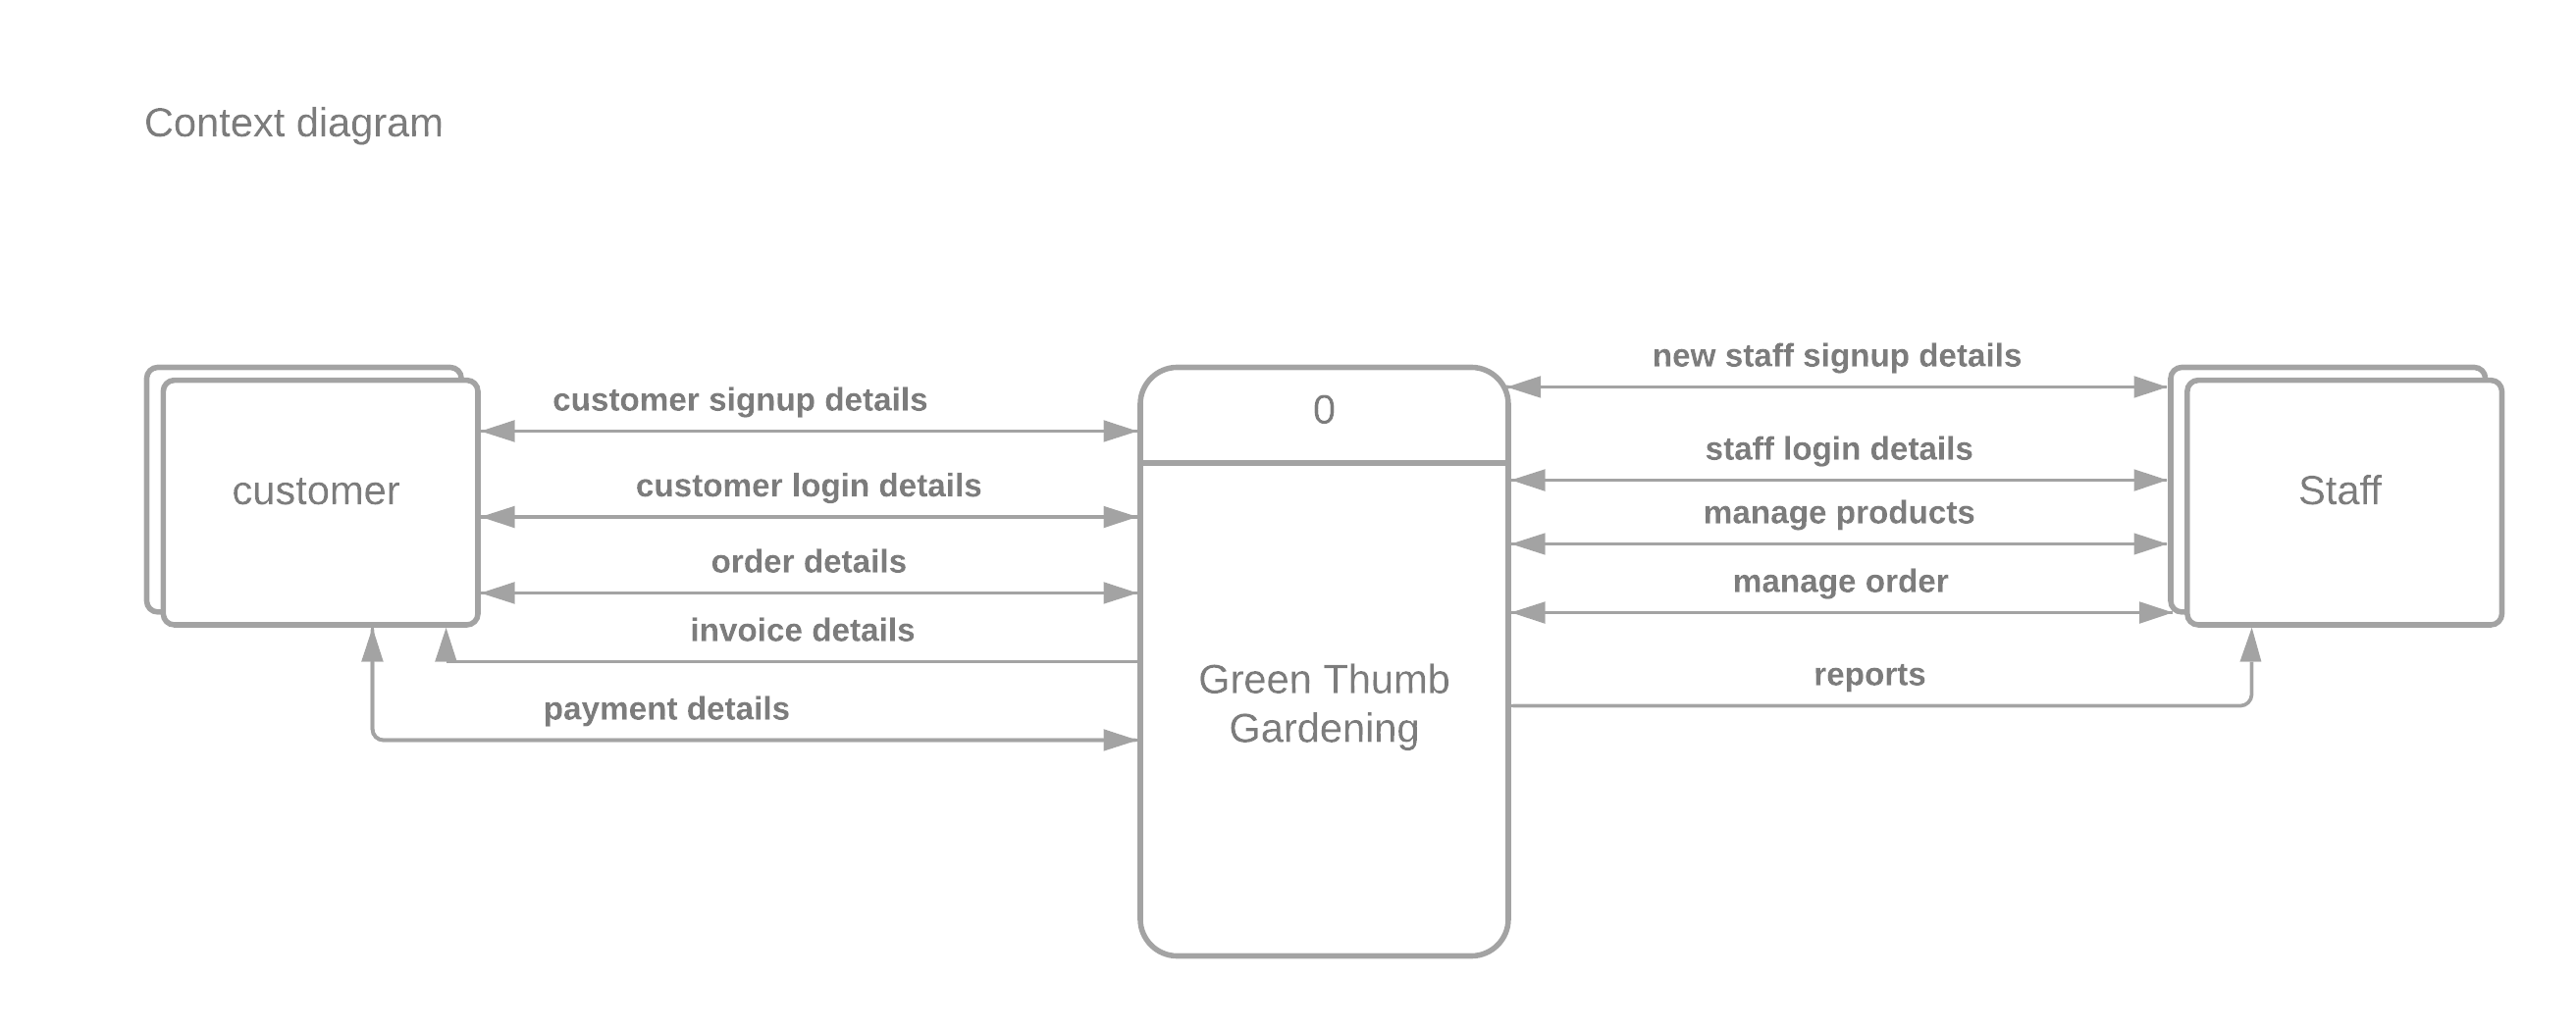 Context diagram
customer
customer signup details
customer login details
order details
invoice details
payment details
0
Green Thumb
Gardening
new staff signup details
staff login details
manage products
manage order
reports
Staff